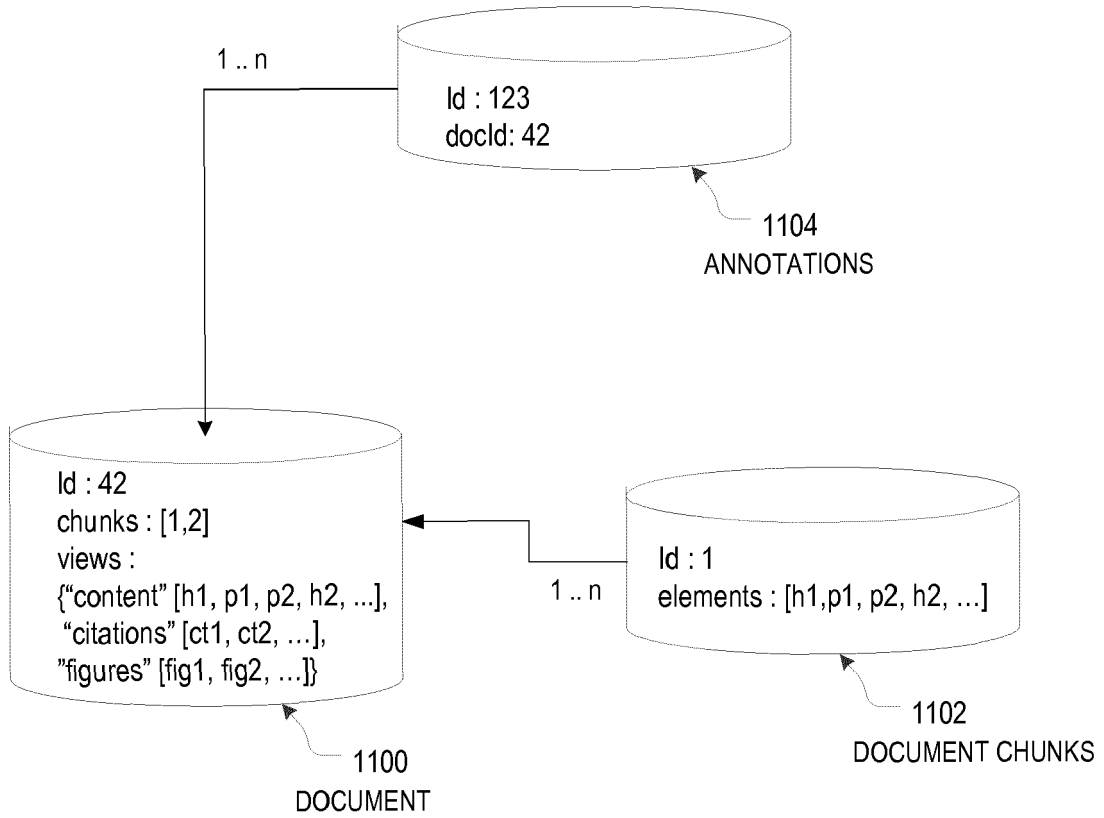 1 .. n
Id : 123
docId: 42
1104
ANNOTATIONS
Id : 42
chunks : [1,2]
views :
{“content” [h1, p1, p2, h2, ...],
“citations” [ct1, ct2, …],
”figures” [fig1, fig2, …]}
1 .. n
Id : 1
elements : [h1,p1, p2, h2, …]
1102
DOCUMENT CHUNKS
1100
DOCUMENT